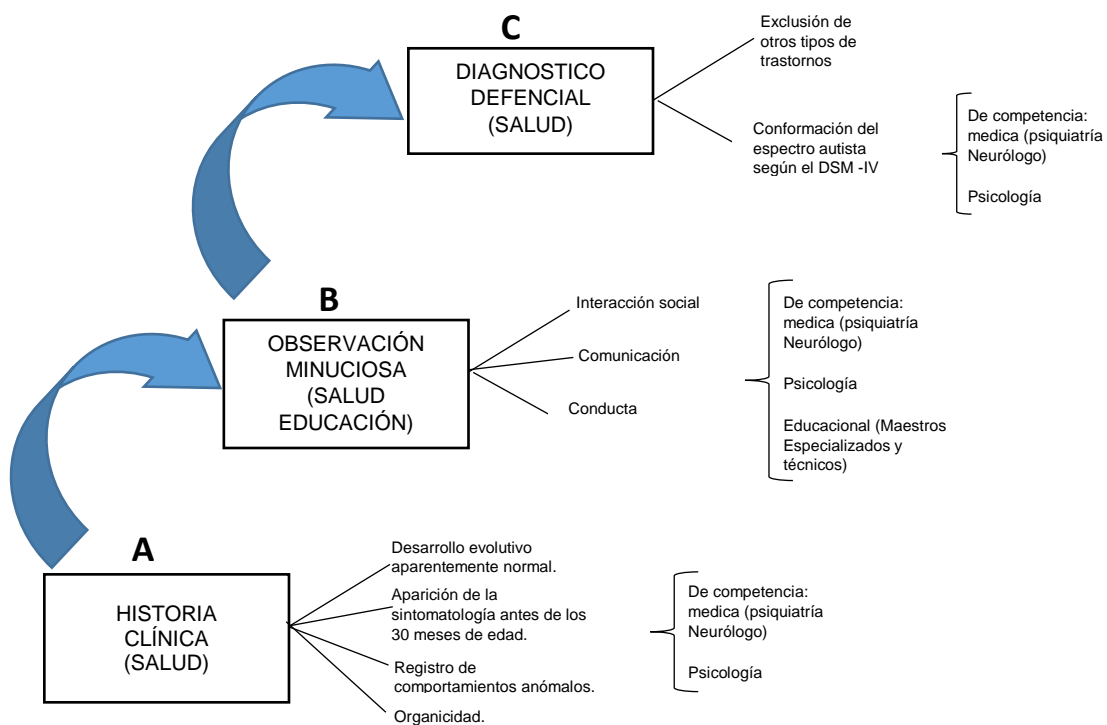 C
DIAGNOSTICO
DEFENCIAL
(SALUD)
Exclusión de
otros tipos de
trastornos
Conformación del
espectro autista
según el DSM -IV
De competencia:
medica (psiquiatría
Neurólogo)
Psicología
B
OBSERVACIÓN
MINUCIOSA
(SALUD
EDUCACIÓN)
Interacción social
Comunicación
Conducta
De competencia:
medica (psiquiatría
Neurólogo)
Psicología
Educacional (Maestros
Especializados y
técnicos)
A
HISTORIA
CLÍNICA
(SALUD)
Desarrollo evolutivo
aparentemente normal.
Aparición de la
sintomatología antes de los
30 meses de edad.
Registro de
comportamientos anómalos.
Organicidad.
De competencia:
medica (psiquiatría
Neurólogo)
Psicología